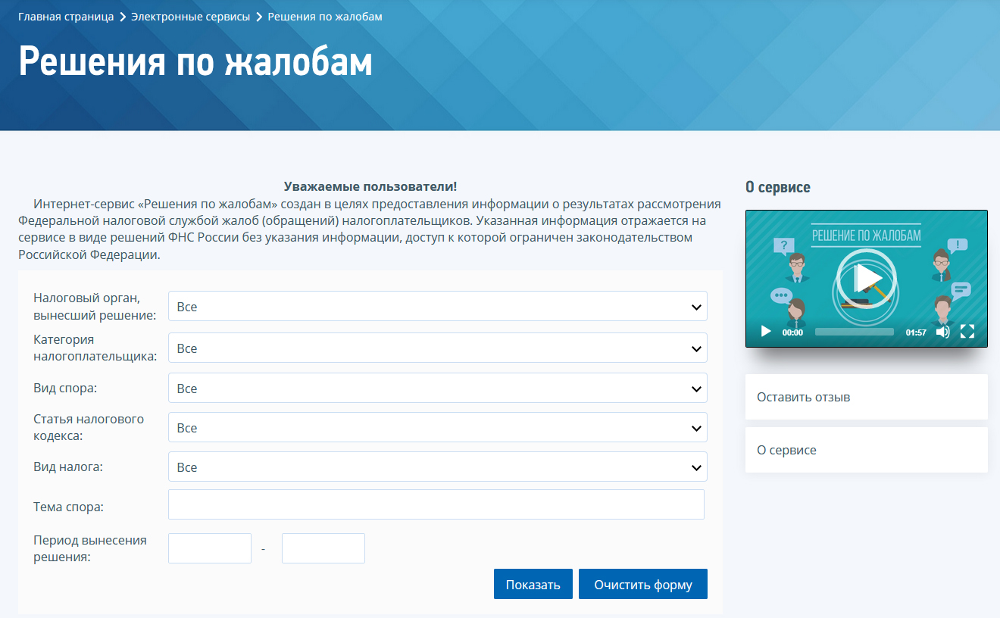 Главная страница > Электронные сервисы > Решения по жалобам
Решения по жалобам
Уважаемые пользователи!
Интернет-сервис «Решения по жалобам» создан в целях предоставления информации о результатах рассмотрения
Федеральной налоговой службой жалоб (обращений) налогоплательщиков. Указанная информация отражается на
сервисе в виде решений ФНС России без указания информации, доступ к которой ограничен законодательством
Российской Федерации.
Налоговый орган,
вынесший решение:
Все
Категория
налогоплательщика:
Все
Вид спора:
Все
Статья налогового
кодекса:
Все
Вид налога:
Все
Тема спора:
Период вынесения
решения:
-
Показать
Очистить форму
О сервисе
РЕШЕНИЕ ПО ЖАЛОБАМ
?
!
00:00
01:57
Оставить отзыв
О сервисе